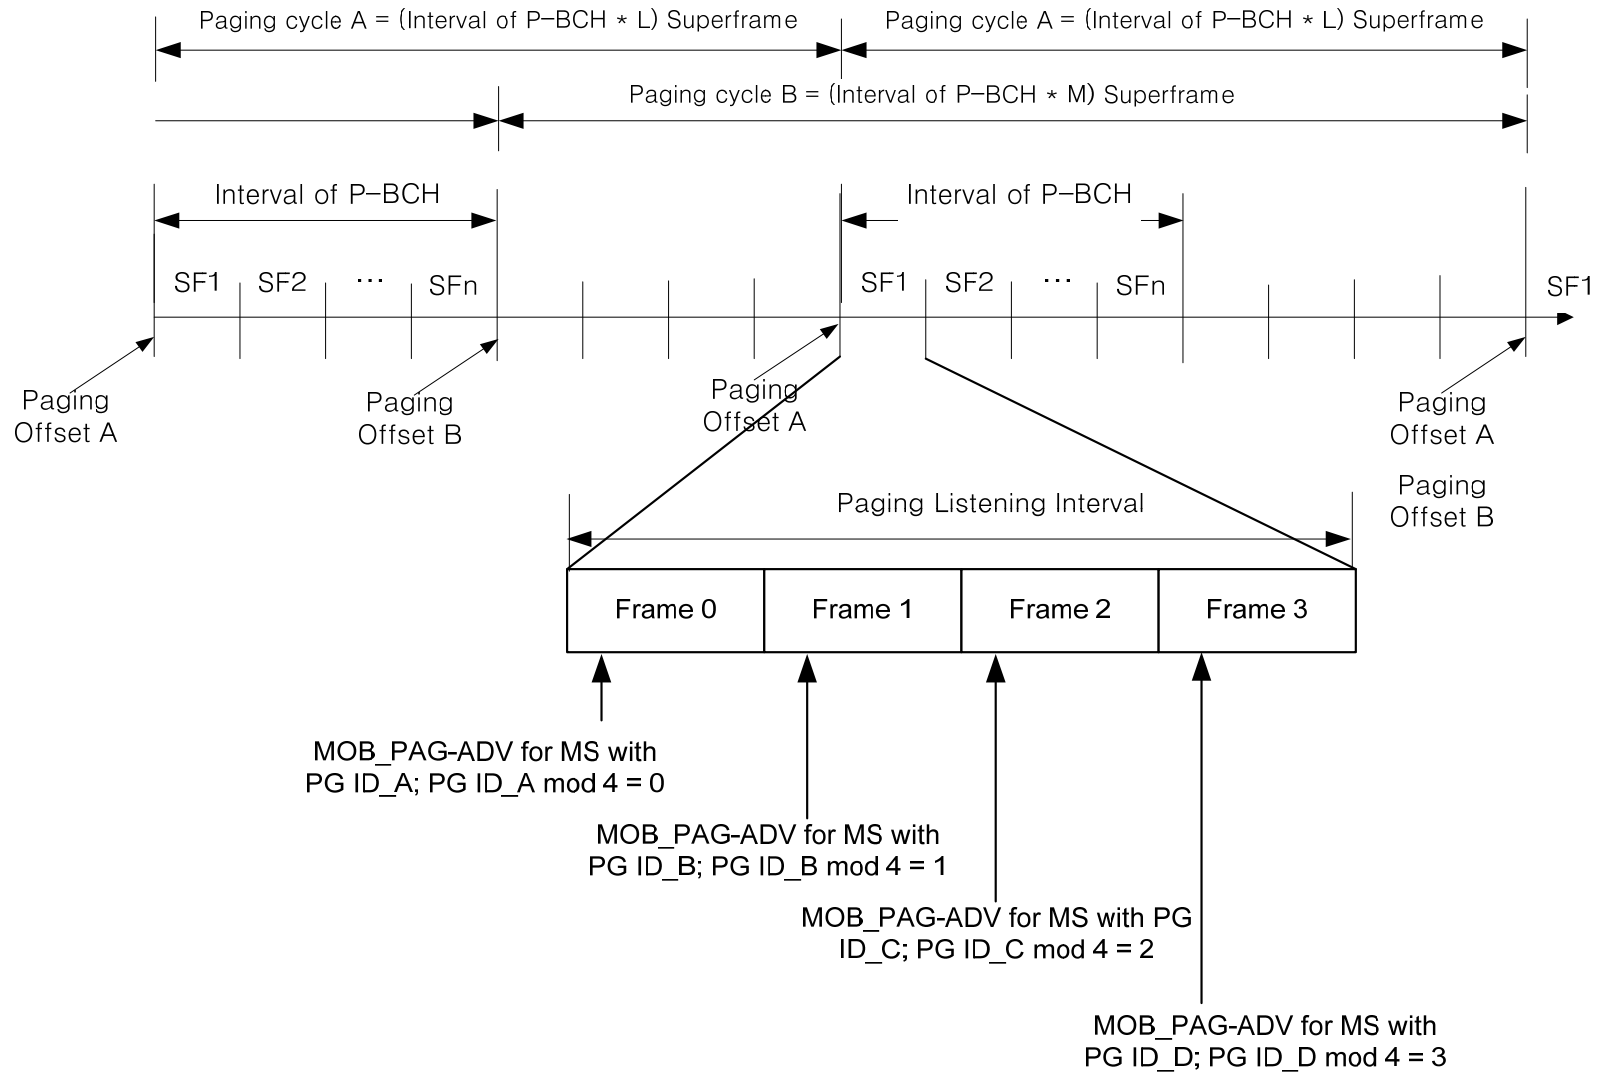 Paging cycle A = (Interval of P-BCH * L) Superframe
Paging cycle A = (Interval of P-BCH * L) Superframe
Paging cycle B = (Interval of P-BCH * M) Superframe
Interval of P-BCH
Interval of P-BCH
SF1
SF2
...
SFn
SF1
SF2
...
SFn
SF1
Paging
Offset A
Paging
Offset B
Paging
Offset A
Paging
Offset A
Paging
Offset B
Paging Listening Interval
Frame 0
Frame 1
Frame 2
Frame 3
MOB_PAG-ADV for MS with
PG ID_A; PG ID_A mod 4 = 0
MOB_PAG-ADV for MS with
PG ID_B; PG ID_B mod 4 = 1
MOB_PAG-ADV for MS with PG
ID_C; PG ID_C mod 4 = 2
MOB_PAG-ADV for MS with
PG ID_D; PG ID_D mod 4 = 3